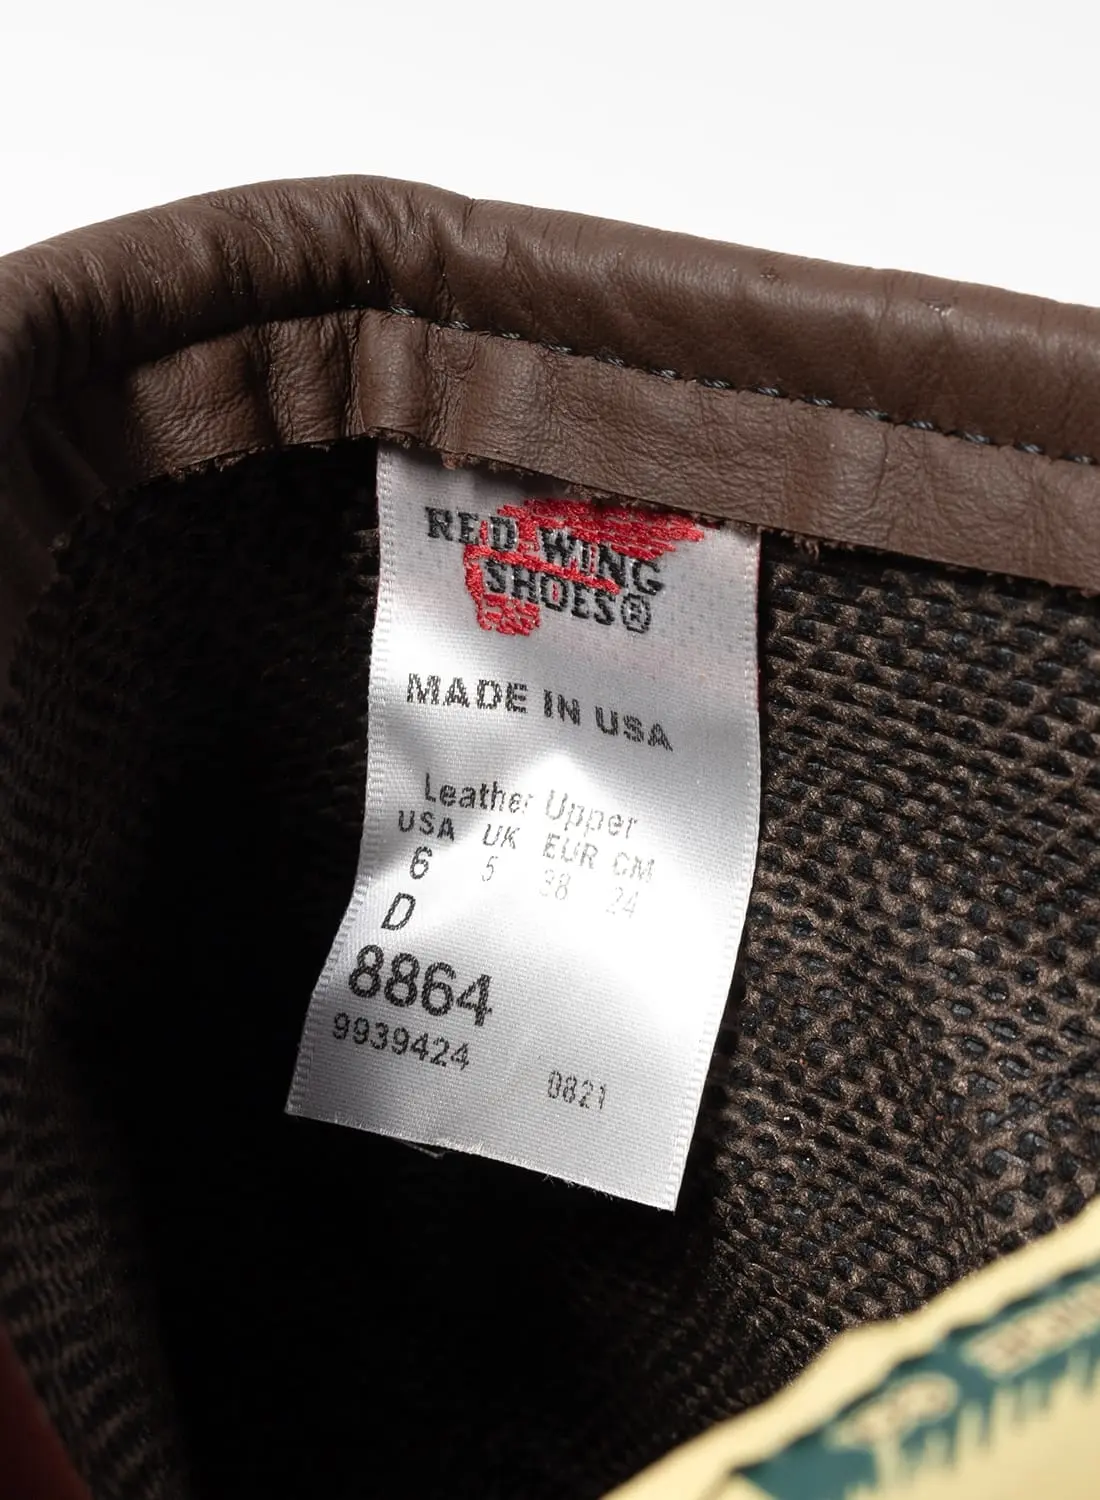 RED WING
SHOES®
MADE IN USA
Leather Upper
USA UK EUR CM
6 5 38 24
D
8864
9939424
0821